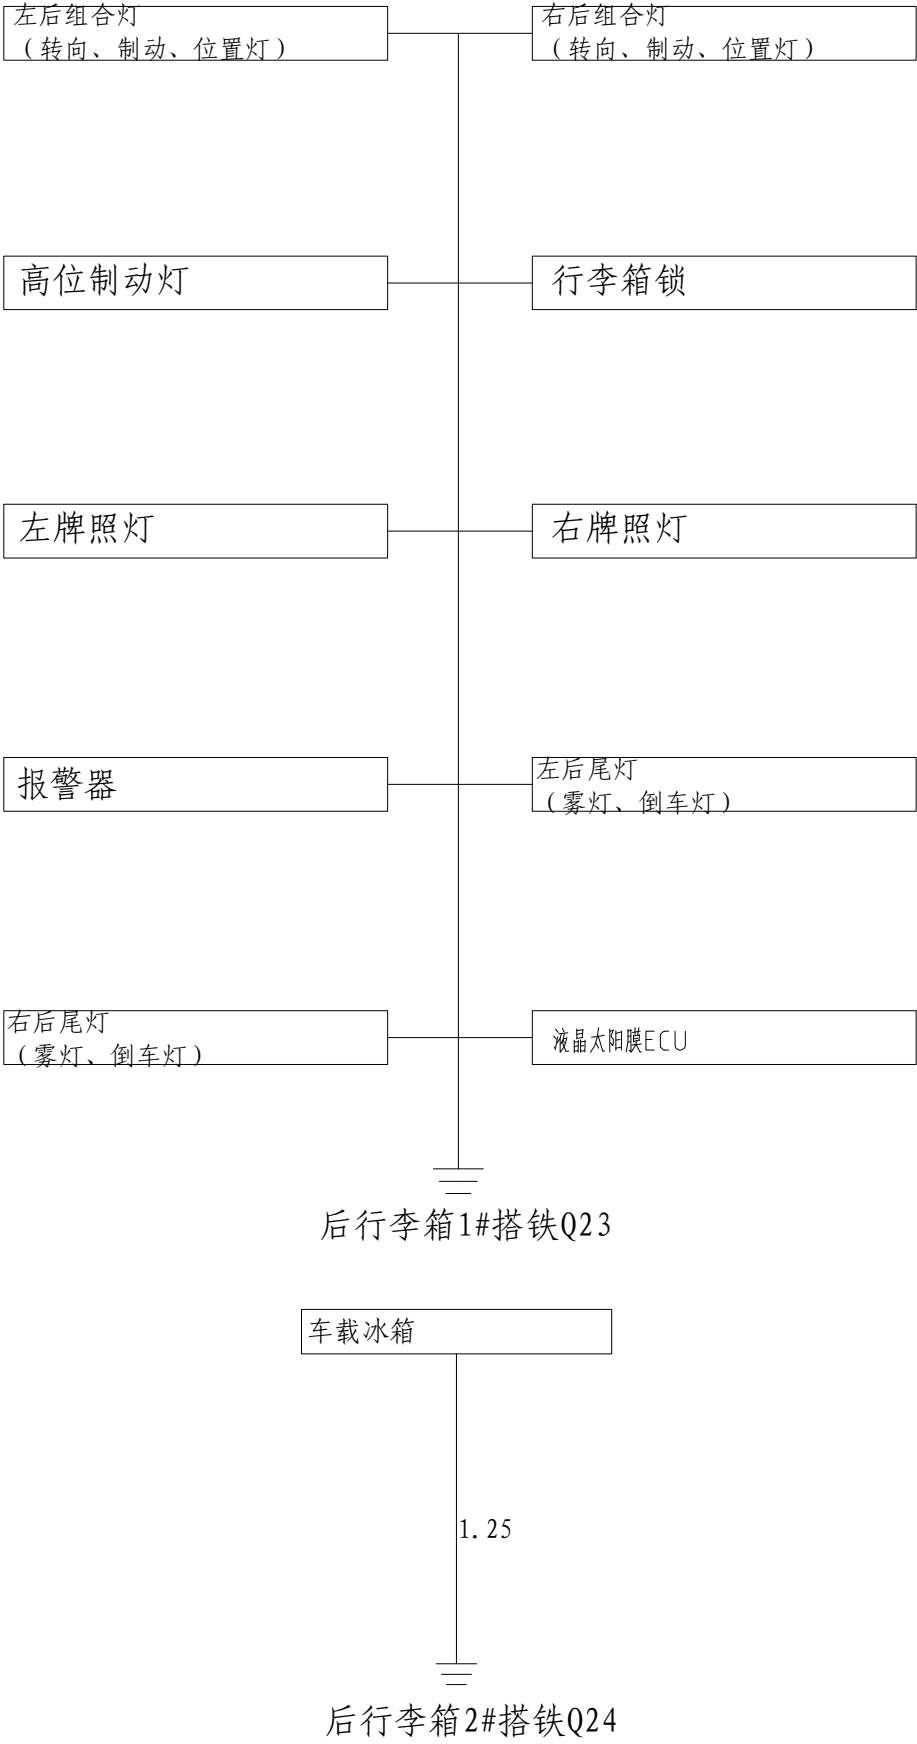 左后组合灯
（转向、制动、位置灯）
右后组合灯
（转向、制动、位置灯）
高位制动灯
行李箱锁
左牌照灯
右牌照灯
报警器
左后尾灯
（雾灯、倒车灯）
右后尾灯
（雾灯、倒车灯）
液晶太阳膜ECU
后行李箱1#搭铁Q23
车载冰箱
1.25
后行李箱2#搭铁Q24